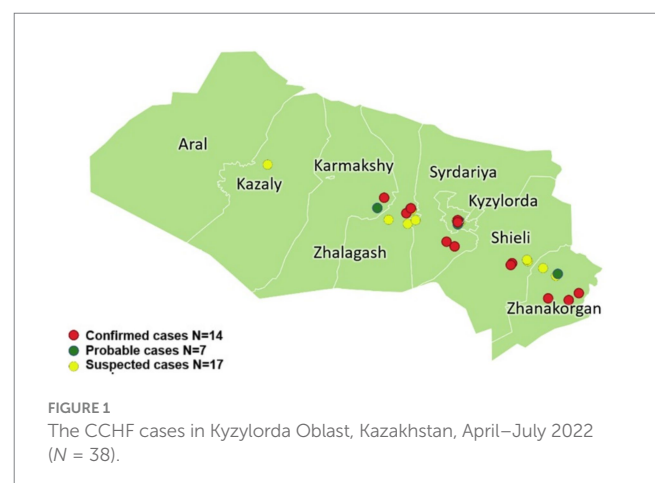 Aral
Kazaly
Karmakshy
Syrdariya
Kyzylorda
Zhalagash
Shieli
Zhanakorgan
Confirmed cases N=14
Probable cases N=7
Suspected cases N=17
FIGURE 1
The CCHF cases in Kyzylorda Oblast, Kazakhstan, April–July 2022
(N = 38).